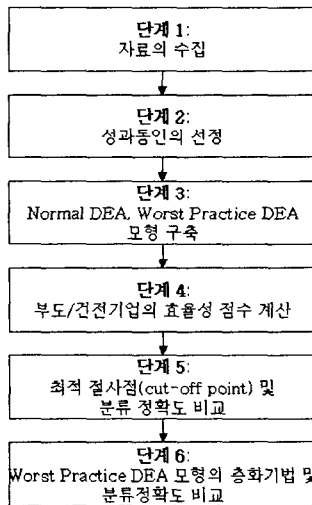 단계 1:
자료의 수집
단계 2:
성과동인의 선정
단계 3:
Normal DEA, Worst Practice DEA
모형 구축
단계 4:
부도/건전기업의 효율성 점수 계산
단계 5:
최적 절사점(cut-off point) 및
분류 정확도 비교
단계 6:
Worst Practice DEA 모형의 층화기법 및
분류정확도 비교